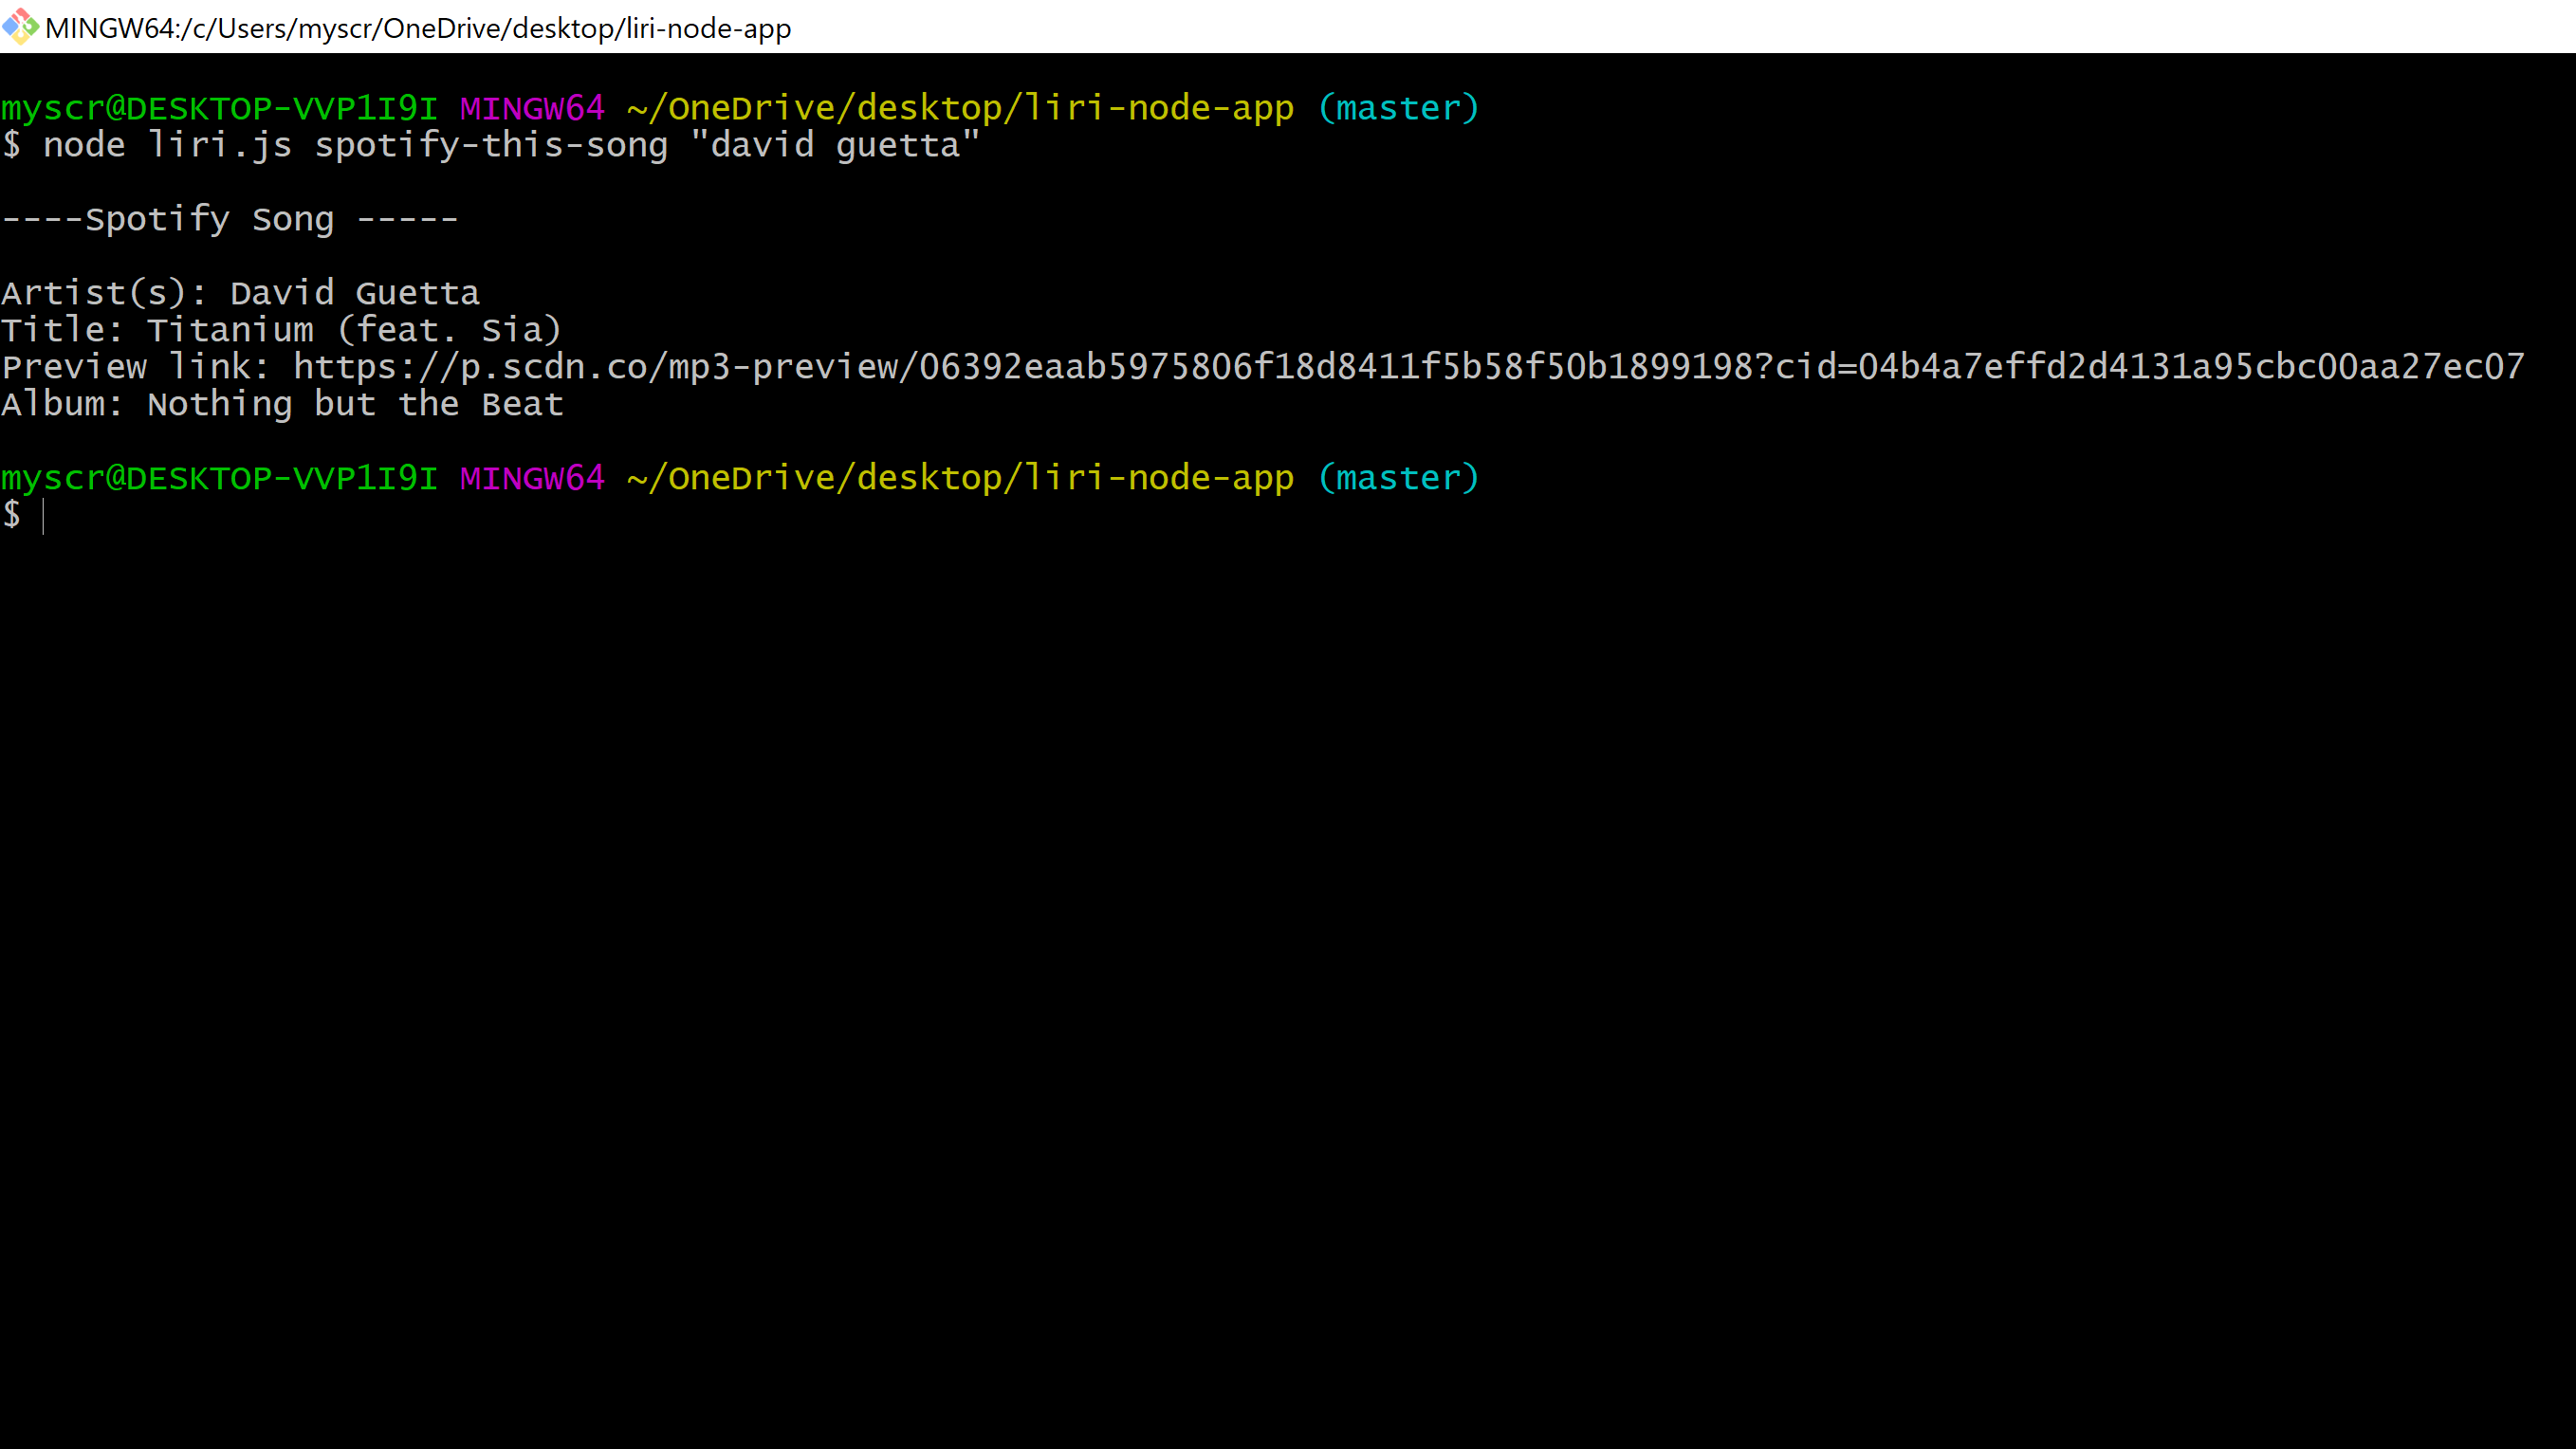 MINGW64:/c/Users/myscr/OneDrive/desktop/liri-node-app
myscr@DESKTOP-VVP1I9I MINGW64 ~/OneDrive/desktop/liri-node-app (master)
$ node liri.js spotify-this-song "david guetta"
----Spotify Song -----
Artist(s): David Guetta
Title: Titanium (feat. Sia)
Preview link: https://p.scdn.co/mp3-preview/06392eaab5975806f18d8411f5b58f50b1899198?cid=04b4a7effd2d4131a95cbc00aa27ec07
Album: Nothing but the Beat
myscr@DESKTOP-VVP1I9I MINGW64 ~/OneDrive/desktop/liri-node-app (master)
$